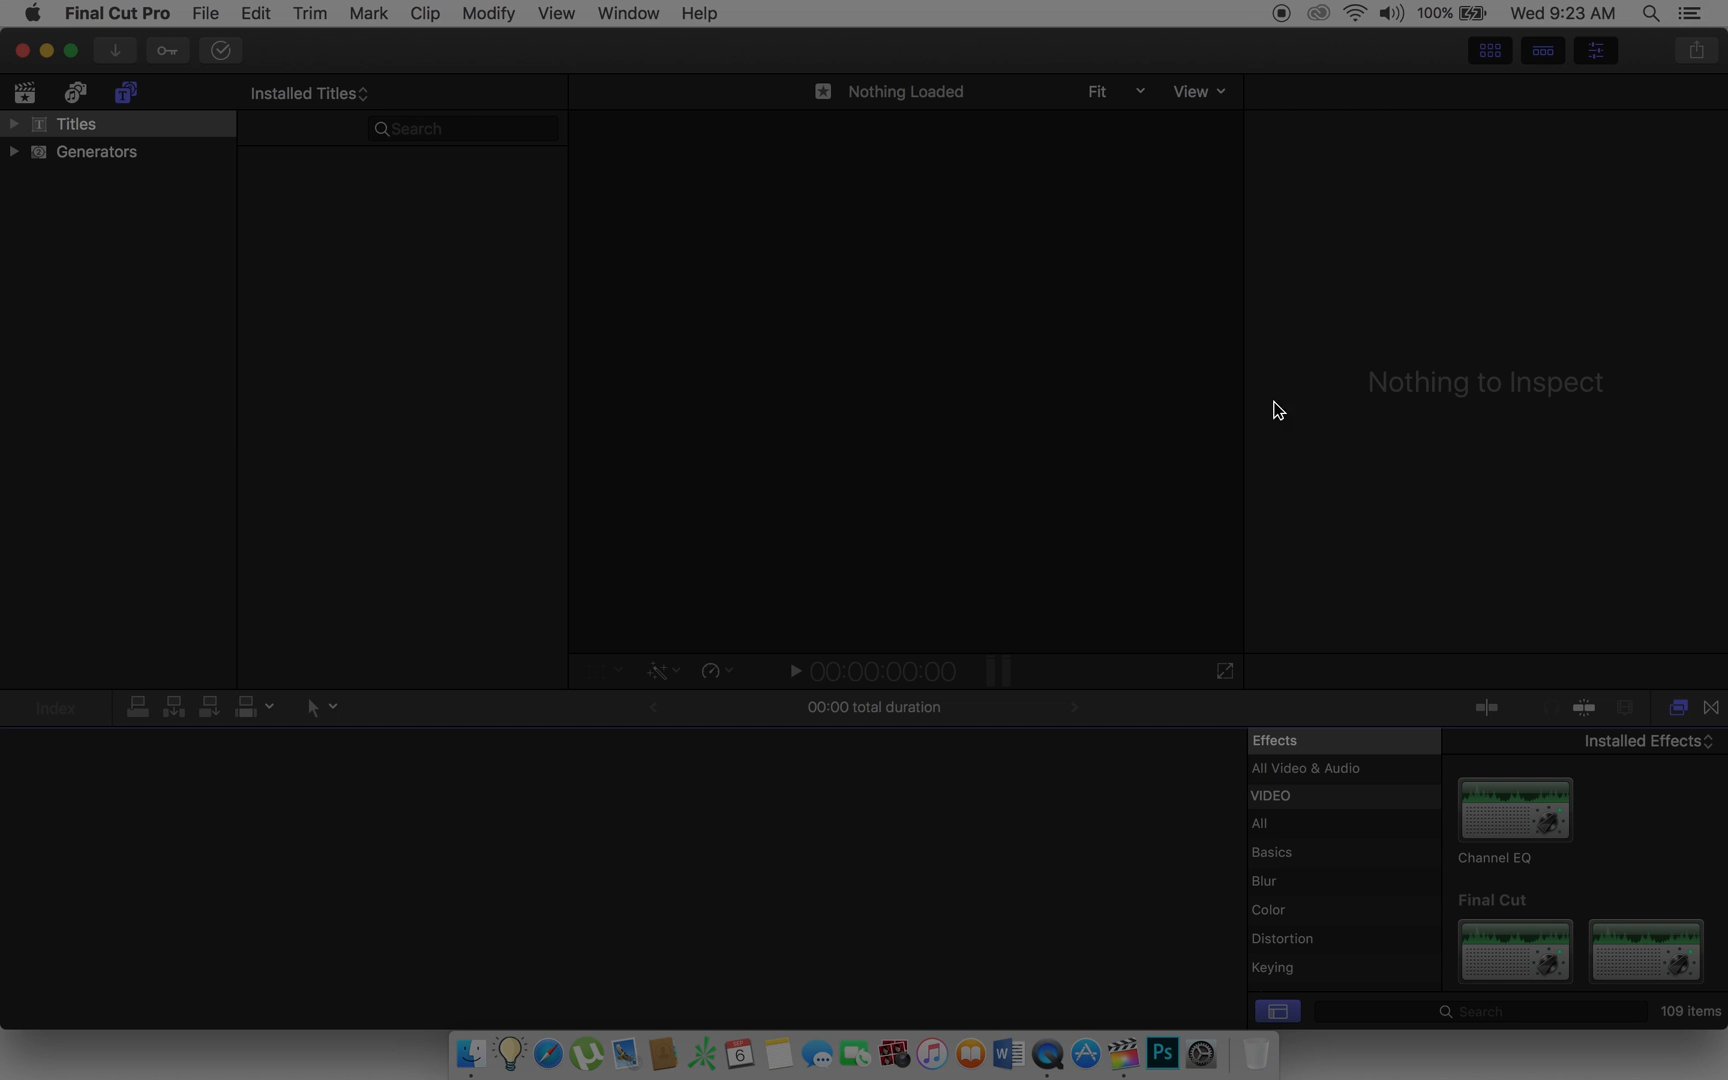 Final Cut Pro File Edit Trim Mark Clip Modify View Window Help 100% Wed 9:23 AM
Installed Titles Nothing Loaded Fit View
Titles
Search
Generators
Nothing to Inspect
00:00:00:00
Index 00:00 total duration
Effects Installed Effects
All Video & Audio
VIDEO
All
Basics
Channel EQ
Blur
Final Cut
Color
Distortion
Keying
Search 109 items
SEP
6
W
Ps